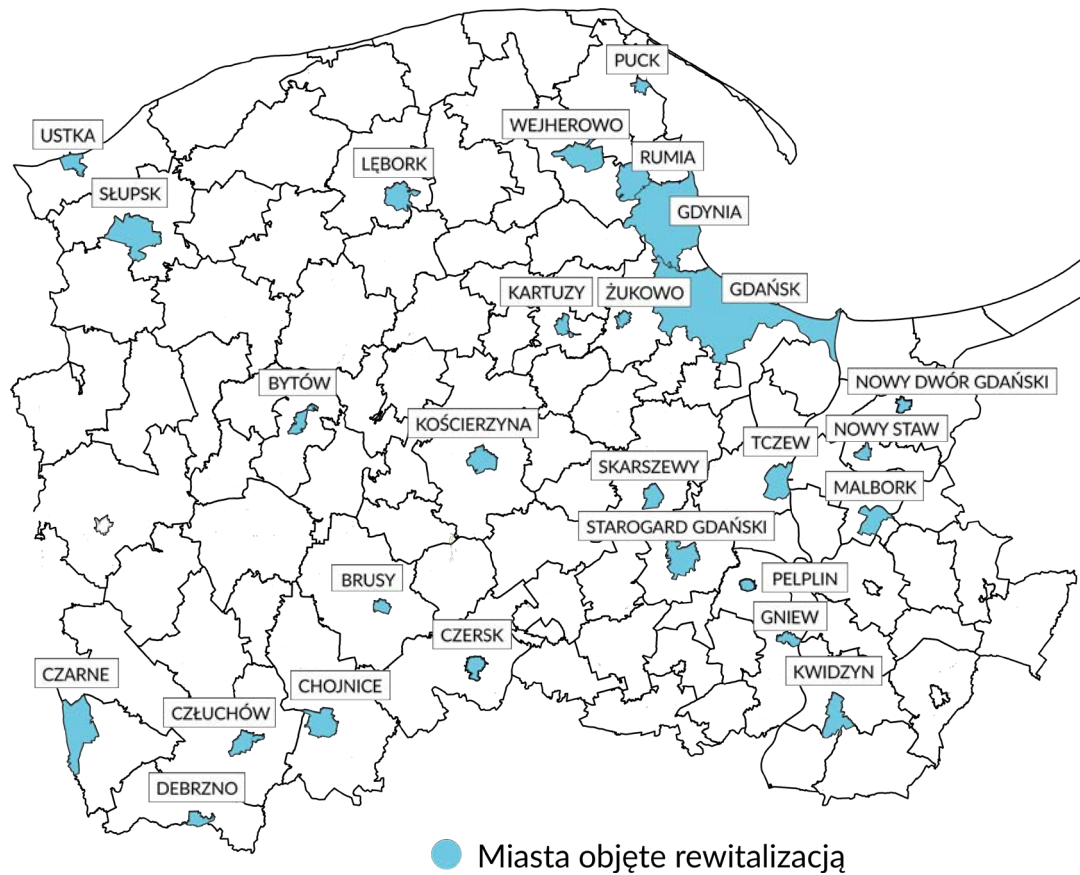 PUCK
WEJHEROWO
USTKA
LĘBORK
RUMIA
SŁUPSK
GDYNIA
KARTUZY
ŻUKOWO
GDAŃSK
BYTÓW
NOWY DWÓR GDAŃSKI
KOŚCIERZYNA
NOWY STAW
TCZEW
SKARSZEWY
MALBORK
STAROGARD GDAŃSKI
BRUSY
PELPLIN
GNIEW
CZERSK
CZARNE
KWIDZYN
CHOJNICE
CZŁUCHÓW
DEBRZNO
Miasta objęte rewitalizacją